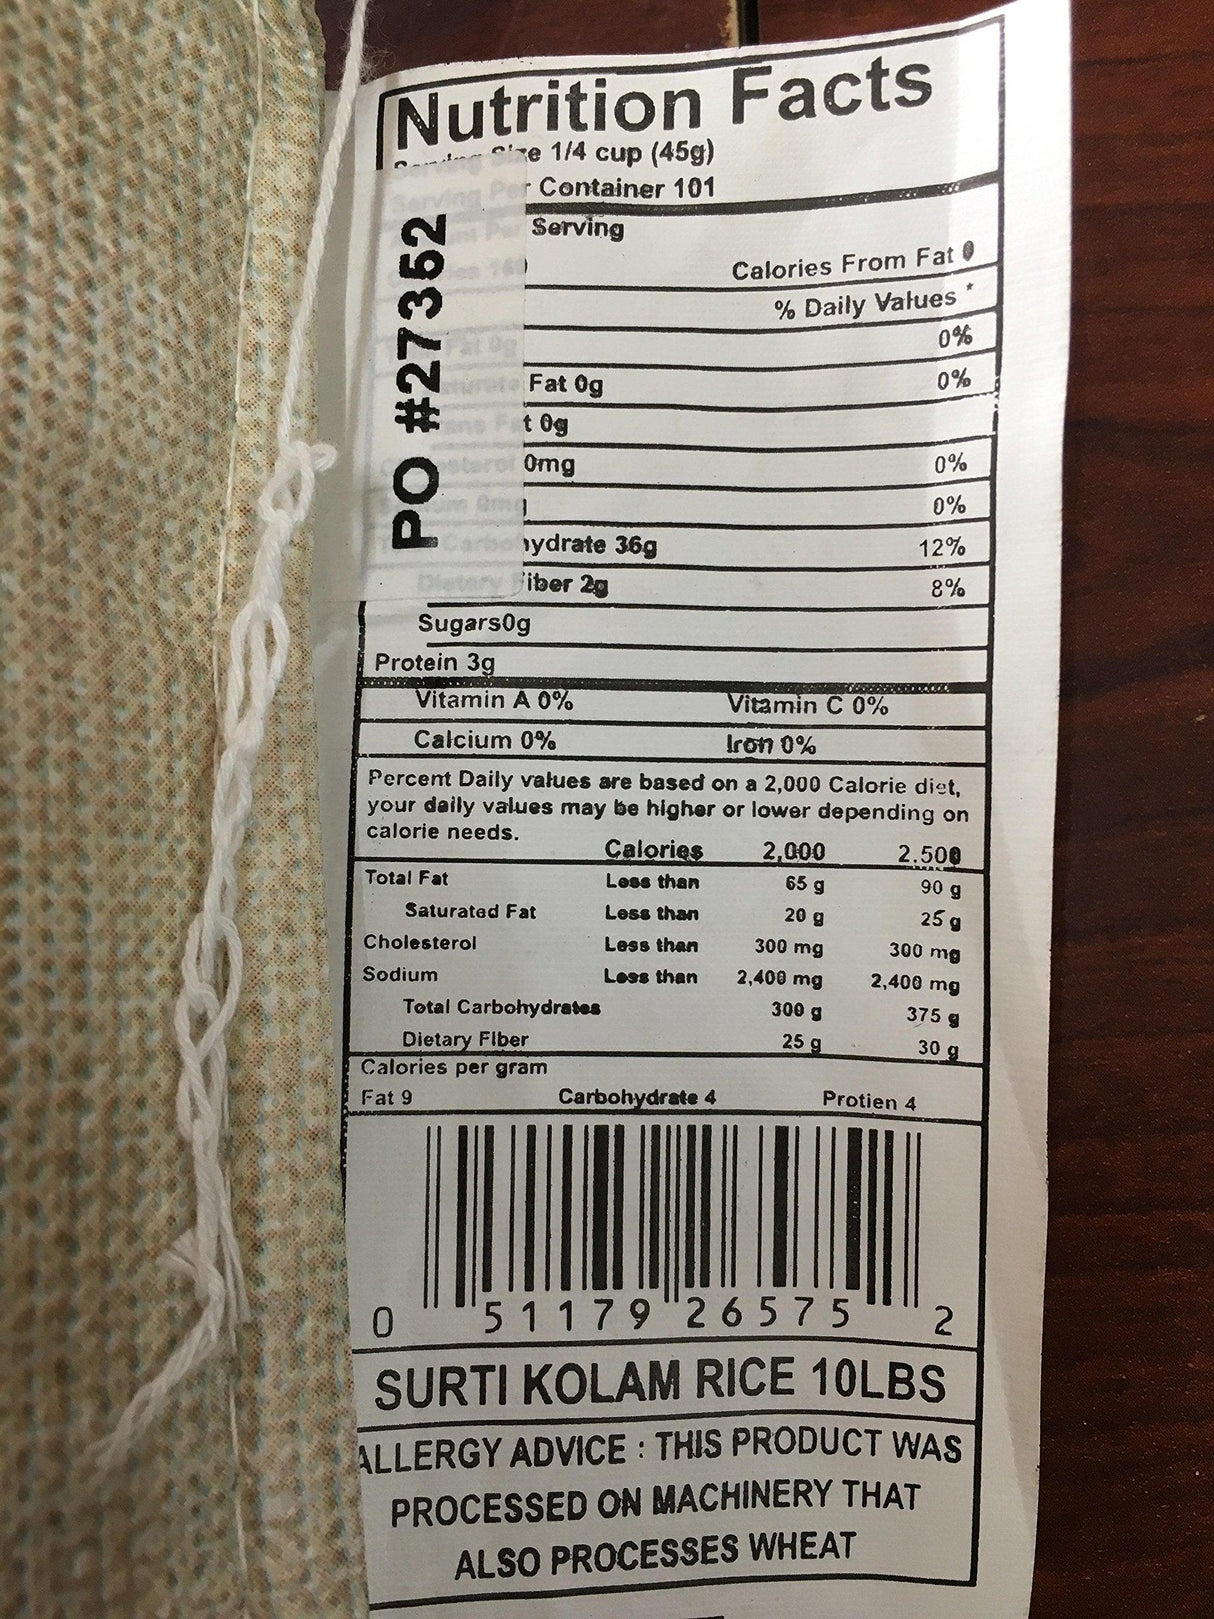 Nutrition Facts
Serving Size 1/4 cup (45g)
Serving Per Container 101
Serving
Calories From Fat 0
% Daily Values *
Fat 0g 0%
Fat 0g 0%
Fat 0g
0mg 0%
0mg 0%
Carbohydrate 36g 12%
Dietary Fiber 2g 8%
Sugars0g
Protein 3g
Vitamin A 0% Vitamin C 0%
Calcium 0% Iron 0%
Percent Daily values are based on a 2,000 Calorie diet,
your daily values may be higher or lower depending on
calorie needs.
Calories 2,000 2.500
Total Fat Less than 65 g 90 g
Saturated Fat Less than 20 g 25 g
Cholesterol Less than 300 mg 300 mg
Sodium Less than 2,400 mg 2,400 mg
Total Carbohydrates 300 g 375 g
Dietary Fiber 25 g 30 g
Calories per gram
Fat 9 Carbohydrate 4 Protien 4
0 51179 26575 2
SURTI KOLAM RICE 10LBS
ALLERGY ADVICE : THIS PRODUCT WAS
PROCESSED ON MACHINERY THAT
ALSO PROCESSES WHEAT
PO #27352